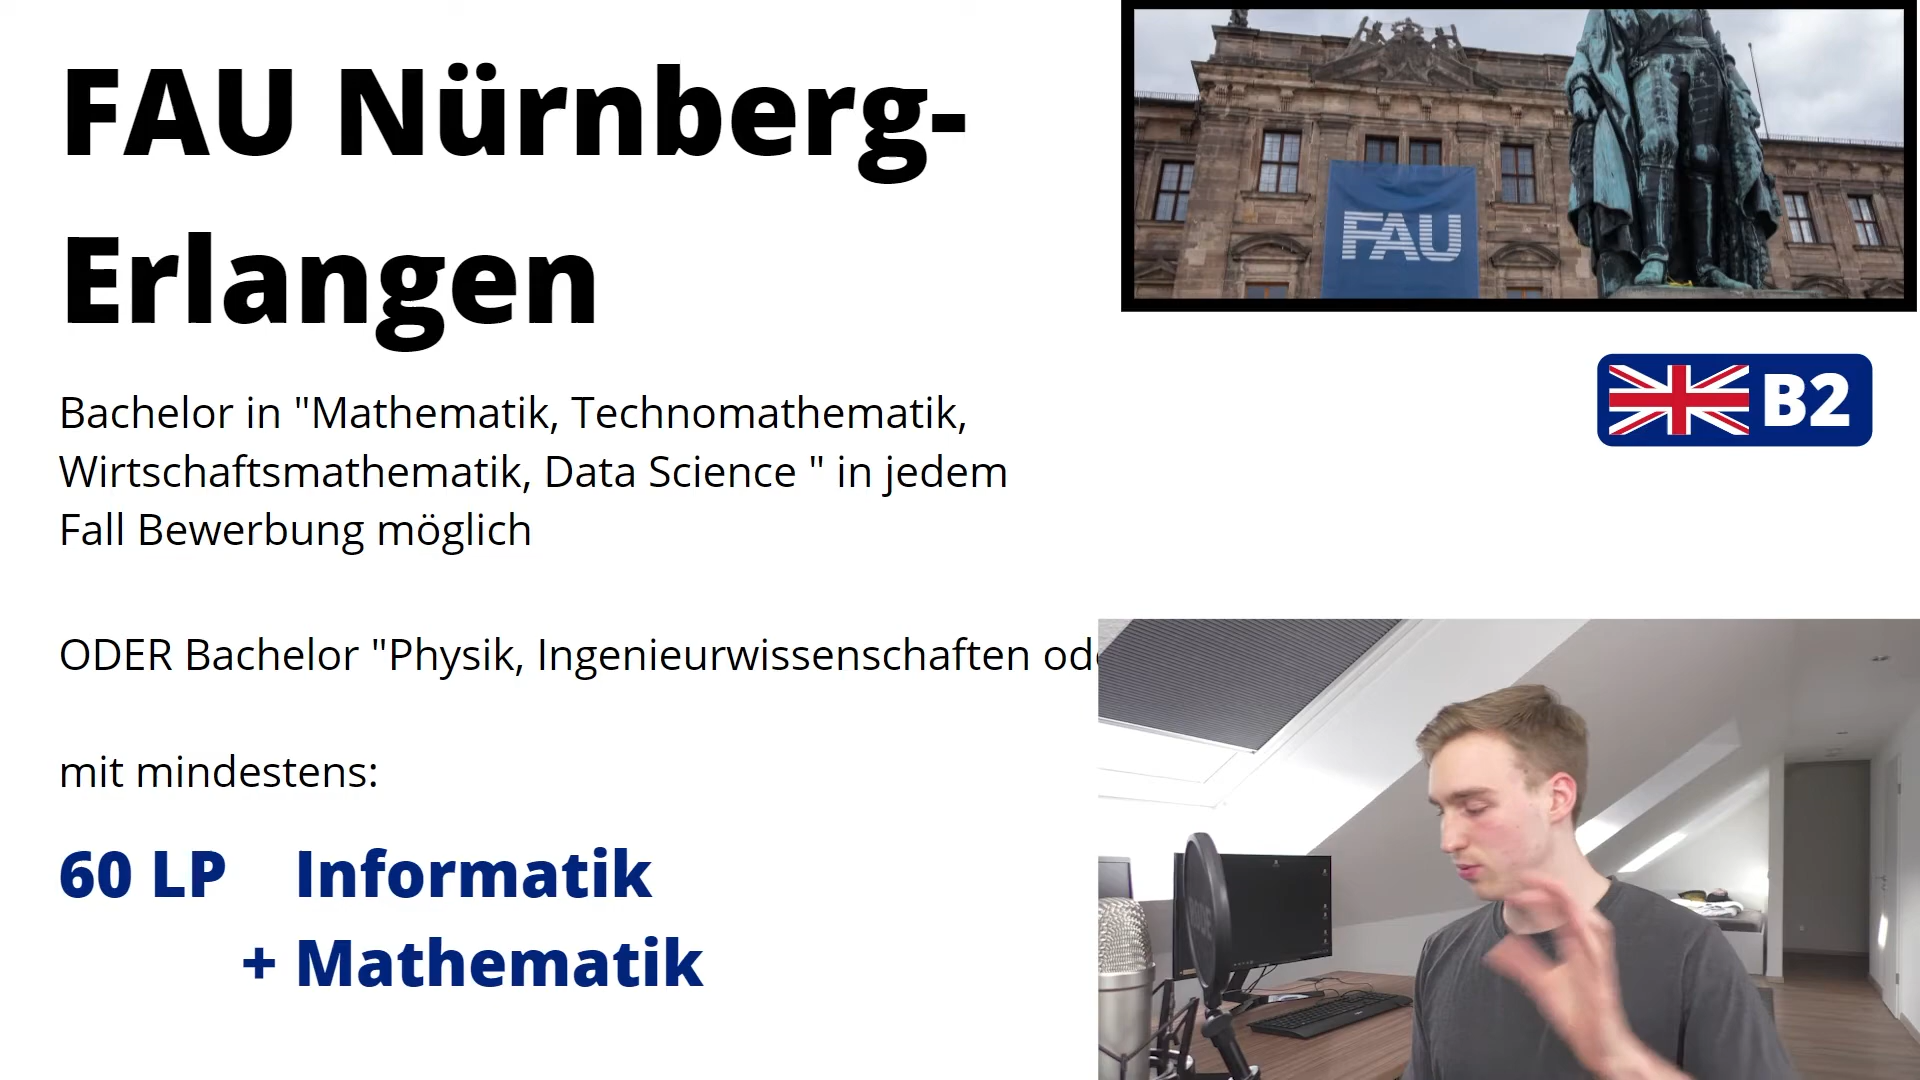 FAU Nürnberg-
Erlangen
Bachelor in "Mathematik, Technomathematik,
Wirtschaftsmathematik, Data Science " in jedem
Fall Bewerbung möglich
ODER Bachelor "Physik, Ingenieurwissenschaften
mit mindestens:
60 LP Informatik
+ Mathematik
FAU
B2